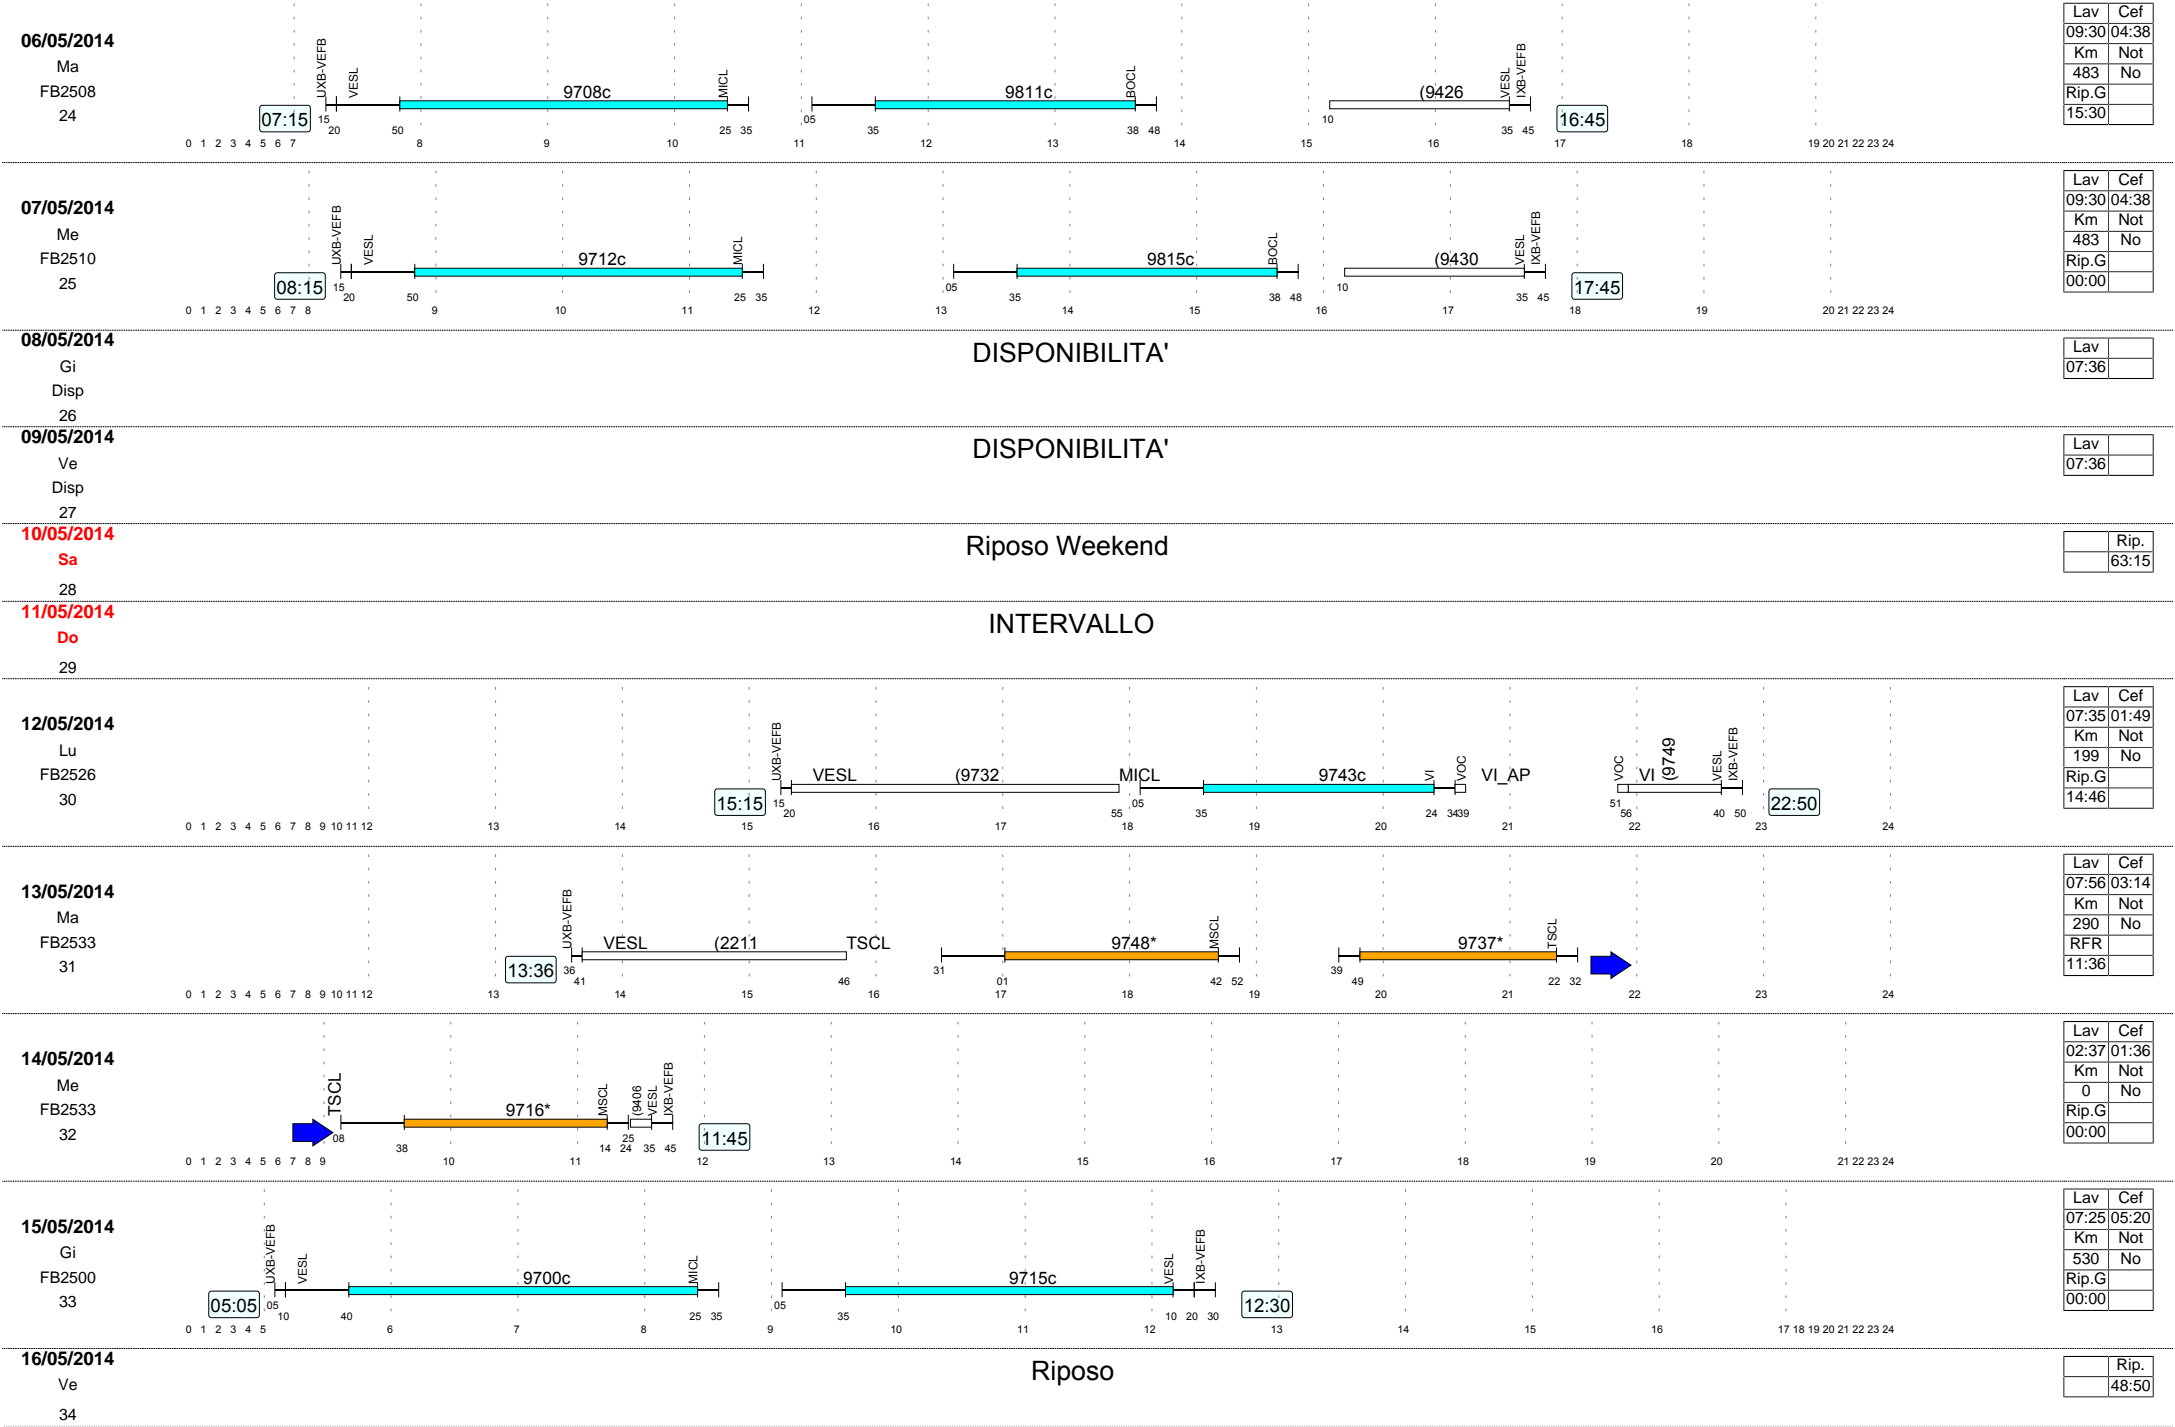 06/05/2014
Ma
FB2508
24
07:15
UXB-VEFB
VESL
9708c
MICL
9811c
BOCL
(9426
VESL
IXB-VEFB
16:45
15 20 50 25 35 05 35 38 48 10 35 45
0 1 2 3 4 5 6 7 8 9 10 11 12 13 14 15 16 17 18 19 20 21 22 23 24
Lav Cef
09:30 04:38
Km Not
483 No
Rip.G
15:30
07/05/2014
Me
FB2510
25
08:15
UXB-VEFB
VESL
9712c
MICL
9815c
BOCL
(9430
VESL
IXB-VEFB
17:45
15 20 50 25 35 05 35 38 48 10 35 45
0 1 2 3 4 5 6 7 8 9 10 11 12 13 14 15 16 17 18 19 20 21 22 23 24
Lav Cef
09:30 04:38
Km Not
483 No
Rip.G
00:00
08/05/2014
Gi
Disp
26
DISPONIBILITA'
Lav
07:36
09/05/2014
Ve
Disp
27
DISPONIBILITA'
Lav
07:36
10/05/2014
Sa
28
Riposo Weekend
Rip.
63:15
11/05/2014
Do
29
INTERVALLO
12/05/2014
Lu
FB2526
30
15:15
UXB-VEFB
VESL
(9732
MICL
9743c
VI
VOC
VI_AP
VOC
VI
(9749
VESL
IXB-VEFB
22:50
15 20 55 05 35 24 34 39 51 56 40 50
0 1 2 3 4 5 6 7 8 9 10 11 12 13 14 15 16 17 18 19 20 21 22 23 24
Lav Cef
07:35 01:49
Km Not
199 No
Rip.G
14:46
13/05/2014
Ma
FB2533
31
13:36
UXB-VEFB
VESL
(2211
TSCL
9748*
MSCL
9737*
TSCL
36 41 46 31 01 42 52 39 49 22 32
0 1 2 3 4 5 6 7 8 9 10 11 12 13 14 15 16 17 18 19 20 21 22 23 24
Lav Cef
07:56 03:14
Km Not
290 No
RFR
11:36
14/05/2014
Me
FB2533
32
TSCL
9716*
MSCL
(9406
VESL
IXB-VEFB
11:45
08 38 14 24 25 35 45
0 1 2 3 4 5 6 7 8 9 10 11 12 13 14 15 16 17 18 19 20 21 22 23 24
Lav Cef
02:37 01:36
Km Not
0 No
Rip.G
00:00
15/05/2014
Gi
FB2500
33
05:05
UXB-VEFB
VESL
9700c
MICL
9715c
VESL
IXB-VEFB
12:30
05 10 40 25 35 05 35 10 20 30
0 1 2 3 4 5 6 7 8 9 10 11 12 13 14 15 16 17 18 19 20 21 22 23 24
Lav Cef
07:25 05:20
Km Not
530 No
Rip.G
00:00
16/05/2014
Ve
34
Riposo
Rip.
48:50